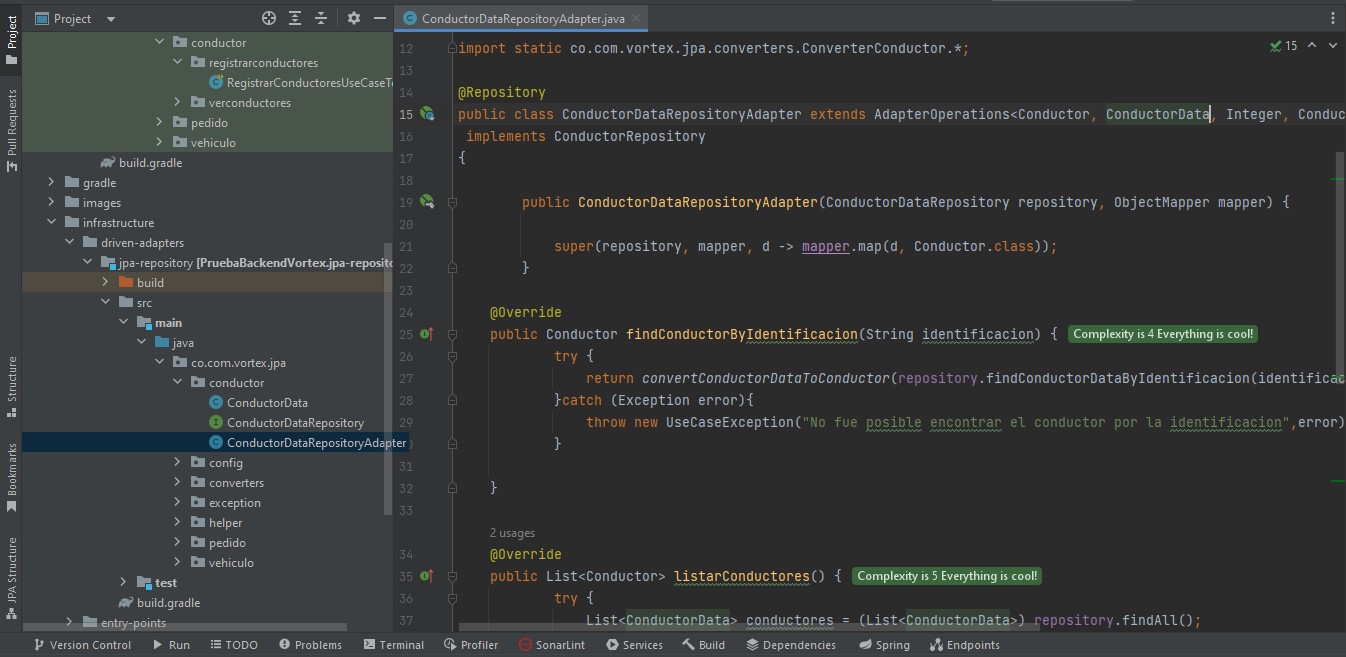 Project
ConductorDataRepositoryAdapter.java
Project
Pull Requests
Structure
Bookmarks
JPA Structure
conductor
registrarconductores
RegistrarConductoresUseCaseTe
verconductores
pedido
vehiculo
build.gradle
gradle
images
infrastructure
driven-adapters
jpa-repository [PruebaBackendVortex.jpa-reposito
build
src
main
java
co.com.vortex.jpa
conductor
ConductorData
ConductorDataRepository
ConductorDataRepositoryAdapter
config
converters
exception
helper
pedido
vehiculo
test
build.gradle
entry-points
15
12 import static co.com.vortex.jpa.converters.ConverterConductor.*;
13
14 @Repository
15 public class ConductorDataRepositoryAdapter extends AdapterOperations<Conductor, ConductorData, Integer, Conduc
16 implements ConductorRepository
17 {
18
19 public ConductorDataRepositoryAdapter(ConductorDataRepository repository, ObjectMapper mapper) {
20
21 super(repository, mapper, d -> mapper.map(d, Conductor.class));
22 }
23
24 @Override
25 public Conductor findConductorByIdentificacion(String identificacion) { Complexity is 4 Everything is cool!
26 try {
27 return convertConductorDataToConductor(repository.findConductorDataByIdentificacion(identificac
28 }catch (Exception error){
29 throw new UseCaseException("No fue posible encontrar el conductor por la identificacion",error)
30 }
31
32 }
33
2 usages
34 @Override
35 public List<Conductor> listarConductores() { Complexity is 5 Everything is cool!
36 try {
37 List<ConductorData> conductores = (List<ConductorData>) repository.findAll();
Version Control Run TODO Problems Terminal Profiler SonarLint Services Build Dependencies Spring Endpoints